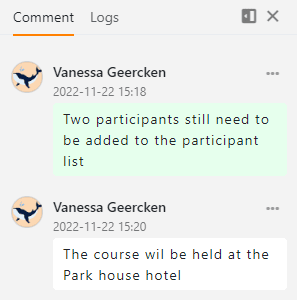 Comment Logs
Vanessa Geercken
2022-11-22 15:18
Two participants still need to
be added to the participant
list
Vanessa Geercken
2022-11-22 15:20
The course wil be held at the
Park house hotel